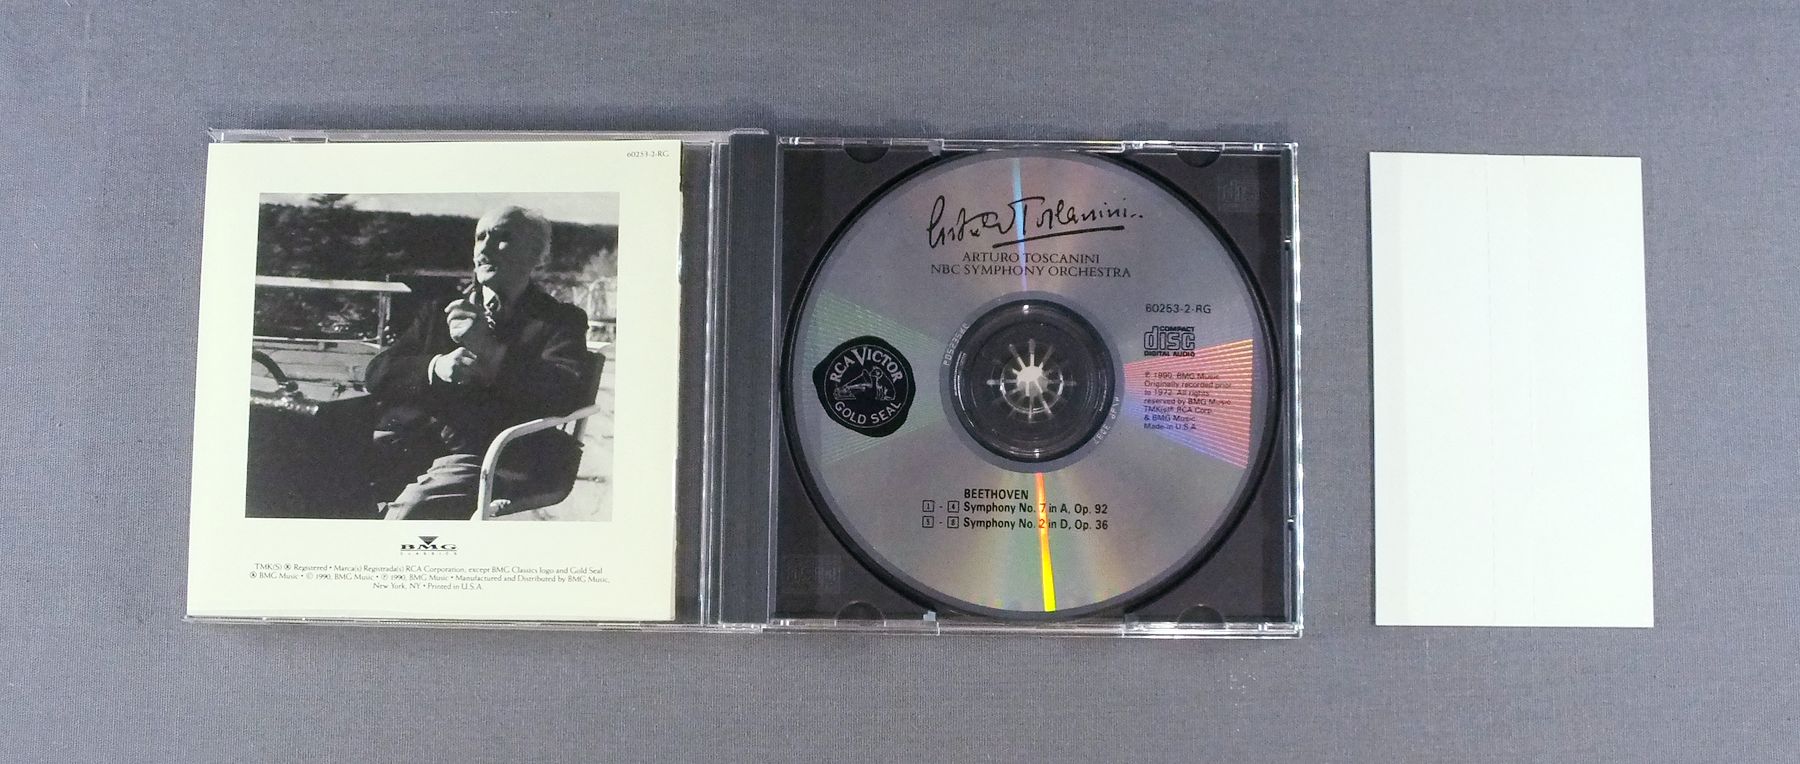 60253-2-RG
BMG
CLASSICS
TMK(S) ® Registered • Marca(s) Registrada(s) RCA Corporation, except BMG Classics logo and Gold Seal
® BMG Music • © 1990, BMG Music • ℗ 1990, BMG Music • Manufactured and Distributed by BMG Music,
New York, NY • Printed in U.S.A.
Arturo Toscanini
ARTURO TOSCANINI
NBC SYMPHONY ORCHESTRA
60253-2-RG
COMPACT
disc
DIGITAL AUDIO
RCA VICTOR
GOLD SEAL
℗ 1990, BMG Music
Originally recorded prior
to 1972. All rights
reserved by BMG Music
TMK(s)® RCA Corp.
& BMG Music
Made in U.S.A.
BEETHOVEN
1 - 4 Symphony No. 7 in A, Op. 92
5 - 8 Symphony No. 2 in D, Op. 36